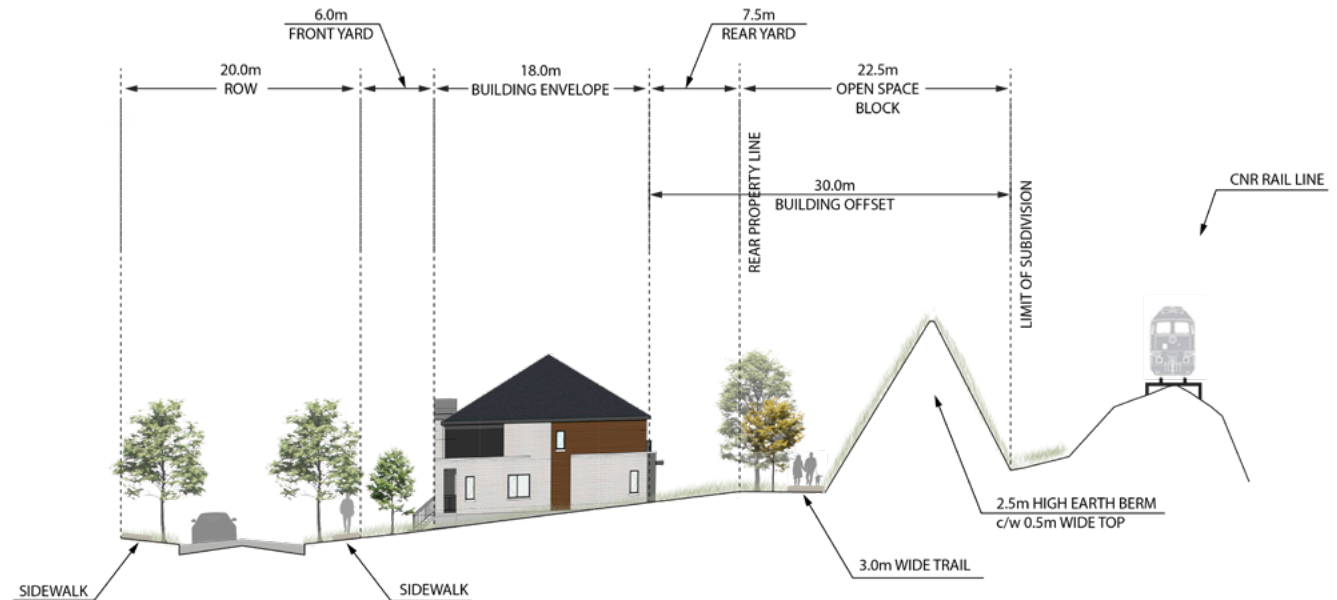 6.0m
FRONT YARD
7.5m
REAR YARD
20.0m
ROW
18.0m
BUILDING ENVELOPE
22.5m
OPEN SPACE
BLOCK
REAR PROPERTY LINE
30.0m
BUILDING OFFSET
LIMIT OF SUBDIVISION
CNR RAIL LINE
2.5m HIGH EARTH BERM
c/w 0.5m WIDE TOP
3.0m WIDE TRAIL
SIDEWALK
SIDEWALK